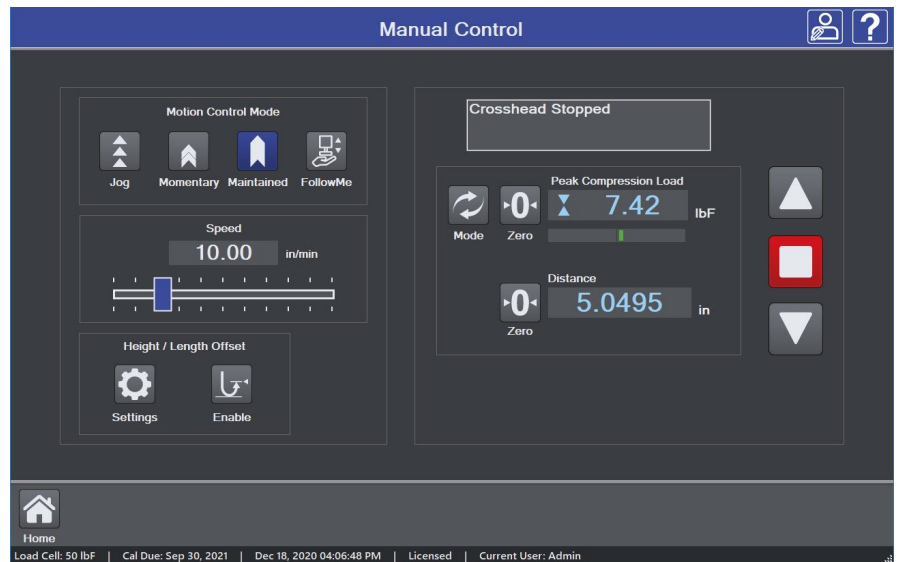 Manual Control
?
Motion Control Mode
Jog
Momentary
Maintained
FollowMe
Speed
10.00 in/min
Height / Length Offset
Settings
Enable
Crosshead Stopped
Peak Compression Load
0
7.42 lbF
Mode
Zero
Distance
0
5.0495 in
Zero
Home
Load Cell: 50 lbF | Cal Due: Sep 30, 2021 | Dec 18, 2020 04:06:48 PM | Licensed | Current User: Admin